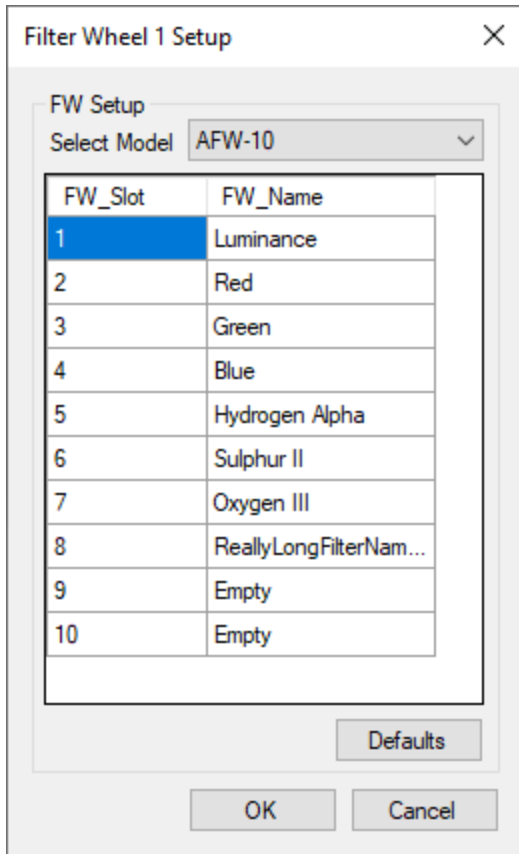 Filter Wheel 1 Setup
FW Setup
Select Model AFW-10
FW_Slot FW_Name
1 Luminance
2 Red
3 Green
4 Blue
5 Hydrogen Alpha
6 Sulphur II
7 Oxygen III
8 ReallyLongFilterNam...
9 Empty
10 Empty
Defaults
OK Cancel